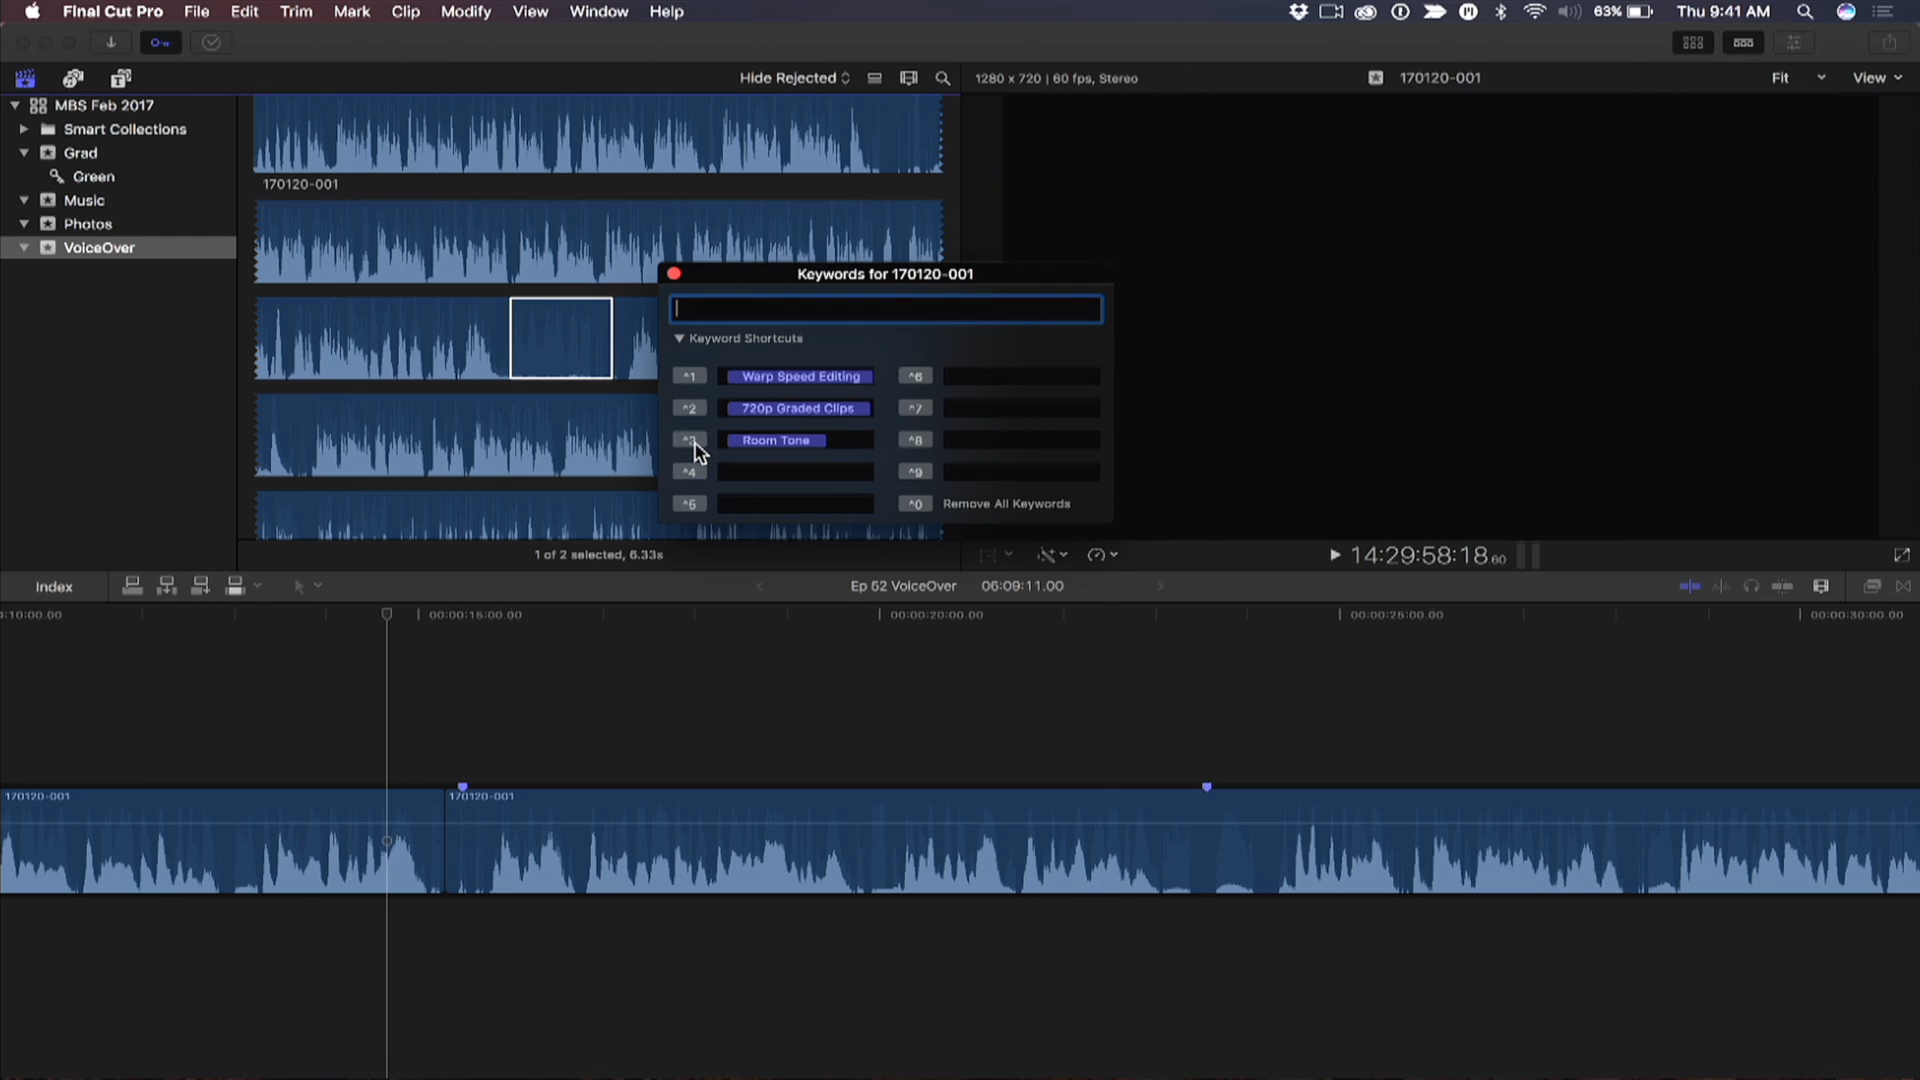 Final Cut Pro File Edit Trim Mark Clip Modify View Window Help 63% Thu 9:41 AM
Hide Rejected
1280 x 720 | 60 fps, Stereo
170120-001
Fit
View
MBS Feb 2017
Smart Collections
Grad
Green
Music
Photos
VoiceOver
170120-001
Keywords for 170120-001
Keyword Shortcuts
^1 Warp Speed Editing ^6
^2 720p Graded Clips ^7
Room Tone ^8
^4 ^9
^5 ^0 Remove All Keywords
1 of 2 selected, 6.33s
14:29:58:18 60
Index
Ep 52 VoiceOver 06:09:11.00
:10:00.00 00:00:15:00.00 00:00:20:00.00 00:00:25:00.00 00:00:30:00.00
170120-001 170120-001